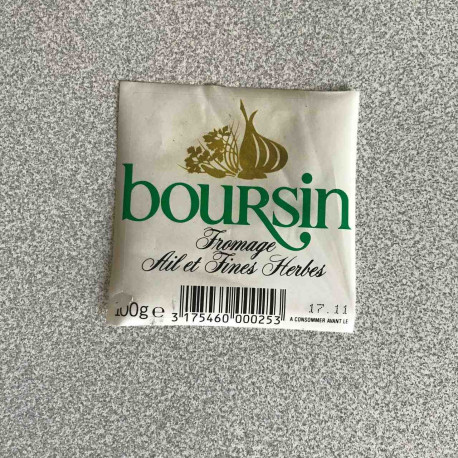 boursin
Fromage
Ail et Fines Herbes
100g e 3 175460 000253
17.11
A CONSOMMER AVANT LE